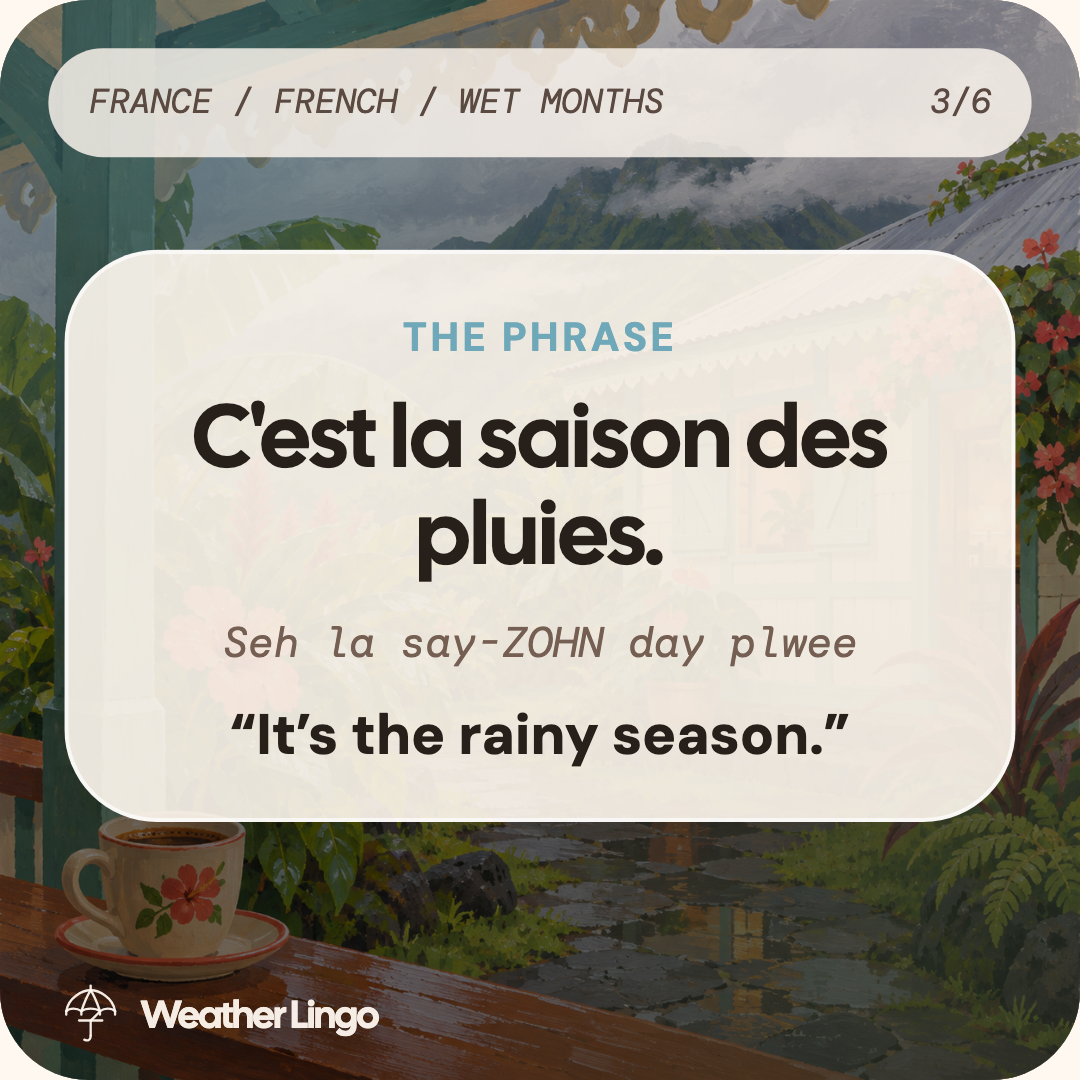 FRANCE / FRENCH / WET MONTHS 3/6
THE PHRASE
C'est la saison des
pluies.
Seh la say-ZOHN day plwee
“It’s the rainy season.”
Weather Lingo